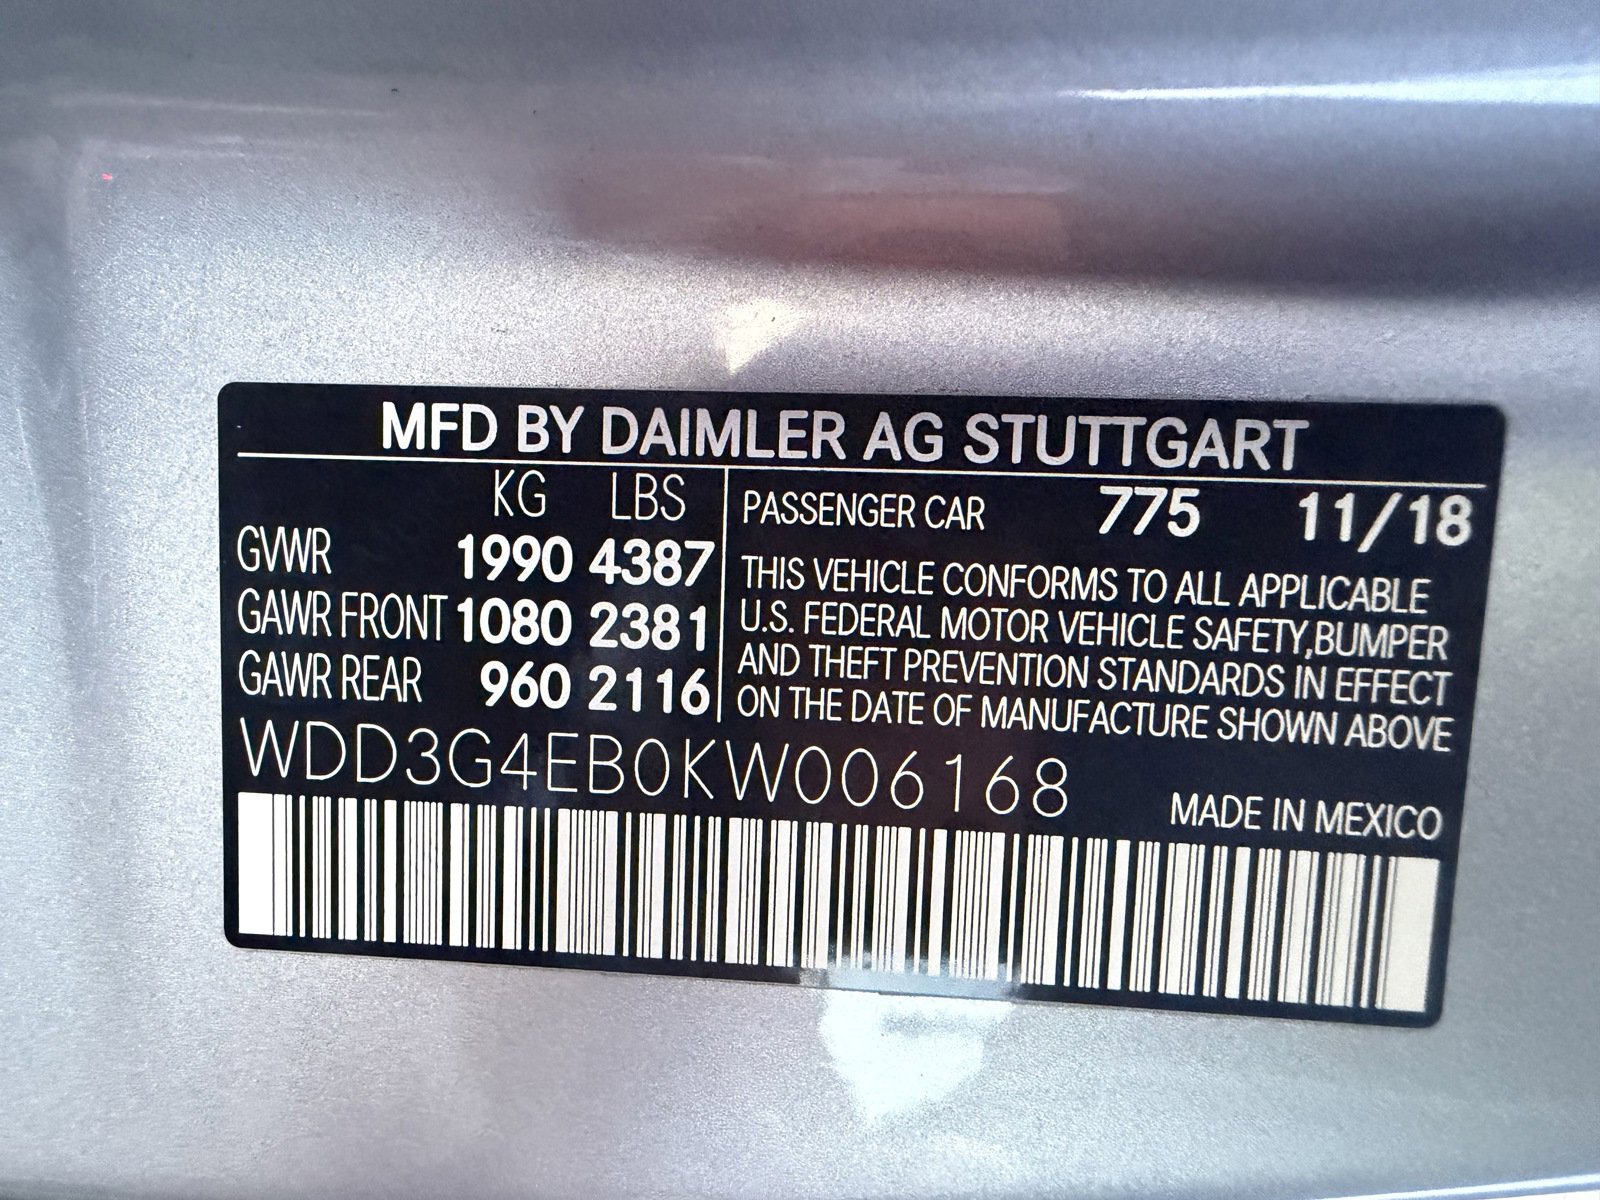 MFD BY DAIMLER AG STUTTGART
KG LBS
GVWR 1990 4387
GAWR FRONT 1080 2381
GAWR REAR 960 2116
PASSENGER CAR 775 11/18
THIS VEHICLE CONFORMS TO ALL APPLICABLE
U.S. FEDERAL MOTOR VEHICLE SAFETY,BUMPER
AND THEFT PREVENTION STANDARDS IN EFFECT
ON THE DATE OF MANUFACTURE SHOWN ABOVE
WDD3G4EB0KW006168
MADE IN MEXICO